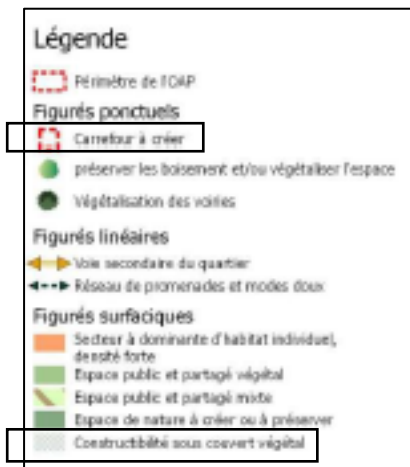 Légende
Périmètre de l'OAP
Figurés ponctuels
Carrefour à créer
préserver les boisement et/ou végétaliser l'espace
Végétalisation des voiries
Figurés linéaires
Voie secondaire du quartier
Réseau de promenades et modes doux
Figurés surfaciques
Secteur à dominante d'habitat individuel,
densité forte
Espace public et partagé végétal
Espace public et partagé mixte
Espace de nature à créer ou à préserver
Constructibilité sous couvert végétal